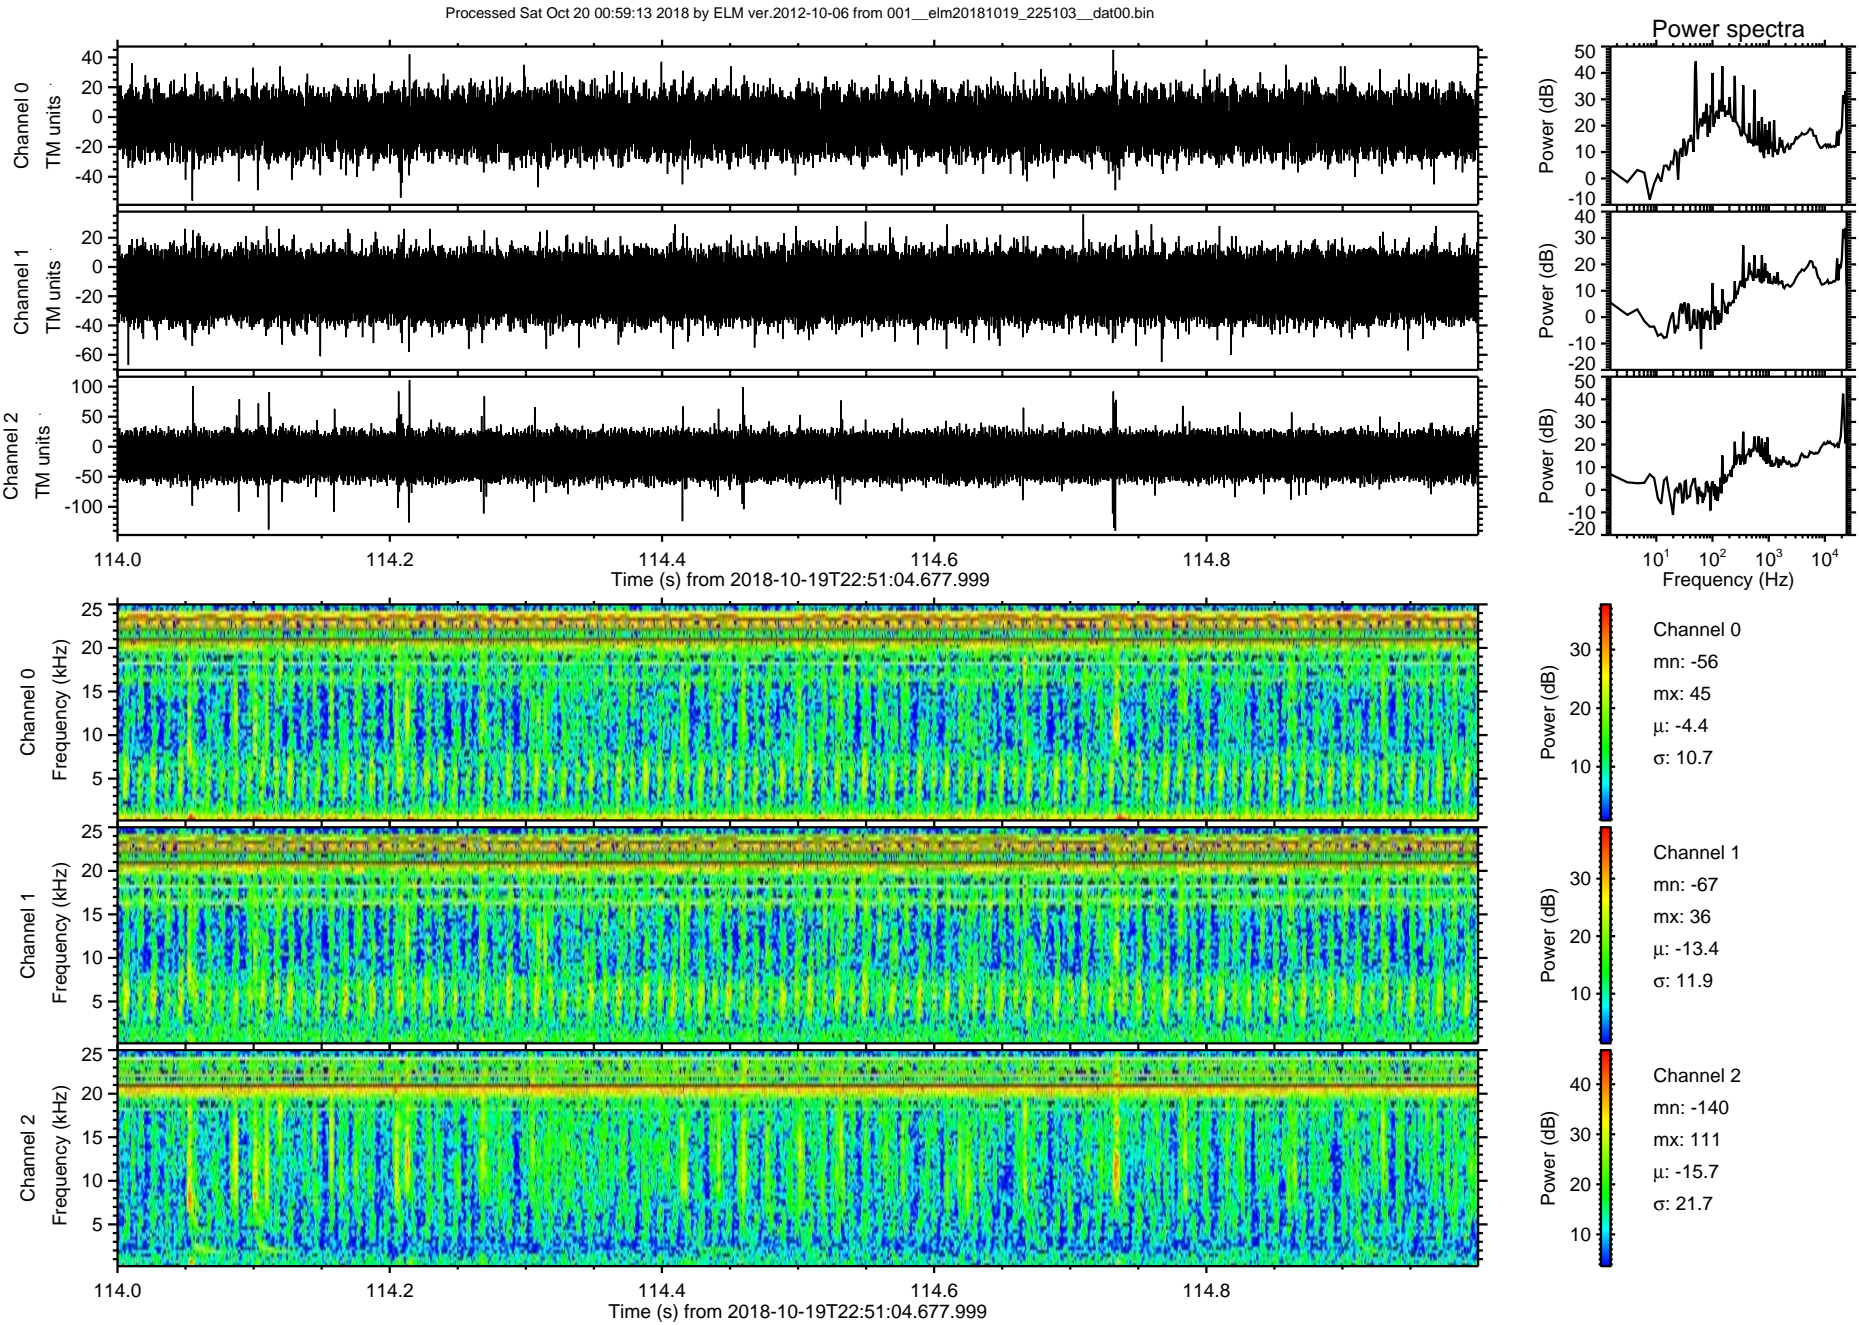 Processed Sat Oct 20 00:59:13 2018 by ELM ver.2012-10-06 from 001__elm20181019_225103__dat00.bin
Power spectra
Channel 0
TM units
40
20
0
-20
-40
Power (dB)
50
40
30
20
10
0
-10
Channel 1
TM units
20
0
-20
-40
-60
Power (dB)
40
30
20
10
0
-10
-20
Channel 2
TM units
100
50
0
-50
-100
Power (dB)
50
40
30
20
10
0
-10
-20
114.0 114.2 114.4 114.6 114.8
Time (s) from 2018-10-19T22:51:04.677.999
10^1 10^2 10^3 10^4
Frequency (Hz)
Channel 0
Frequency (kHz)
25
20
15
10
5
Power (dB)
30
20
10
Channel 0
mn: -56
mx: 45
μ: -4.4
σ: 10.7
Channel 1
Frequency (kHz)
25
20
15
10
5
Power (dB)
30
20
10
Channel 1
mn: -67
mx: 36
μ: -13.4
σ: 11.9
Channel 2
Frequency (kHz)
25
20
15
10
5
Power (dB)
40
30
20
10
Channel 2
mn: -140
mx: 111
μ: -15.7
σ: 21.7
114.0 114.2 114.4 114.6 114.8
Time (s) from 2018-10-19T22:51:04.677.999